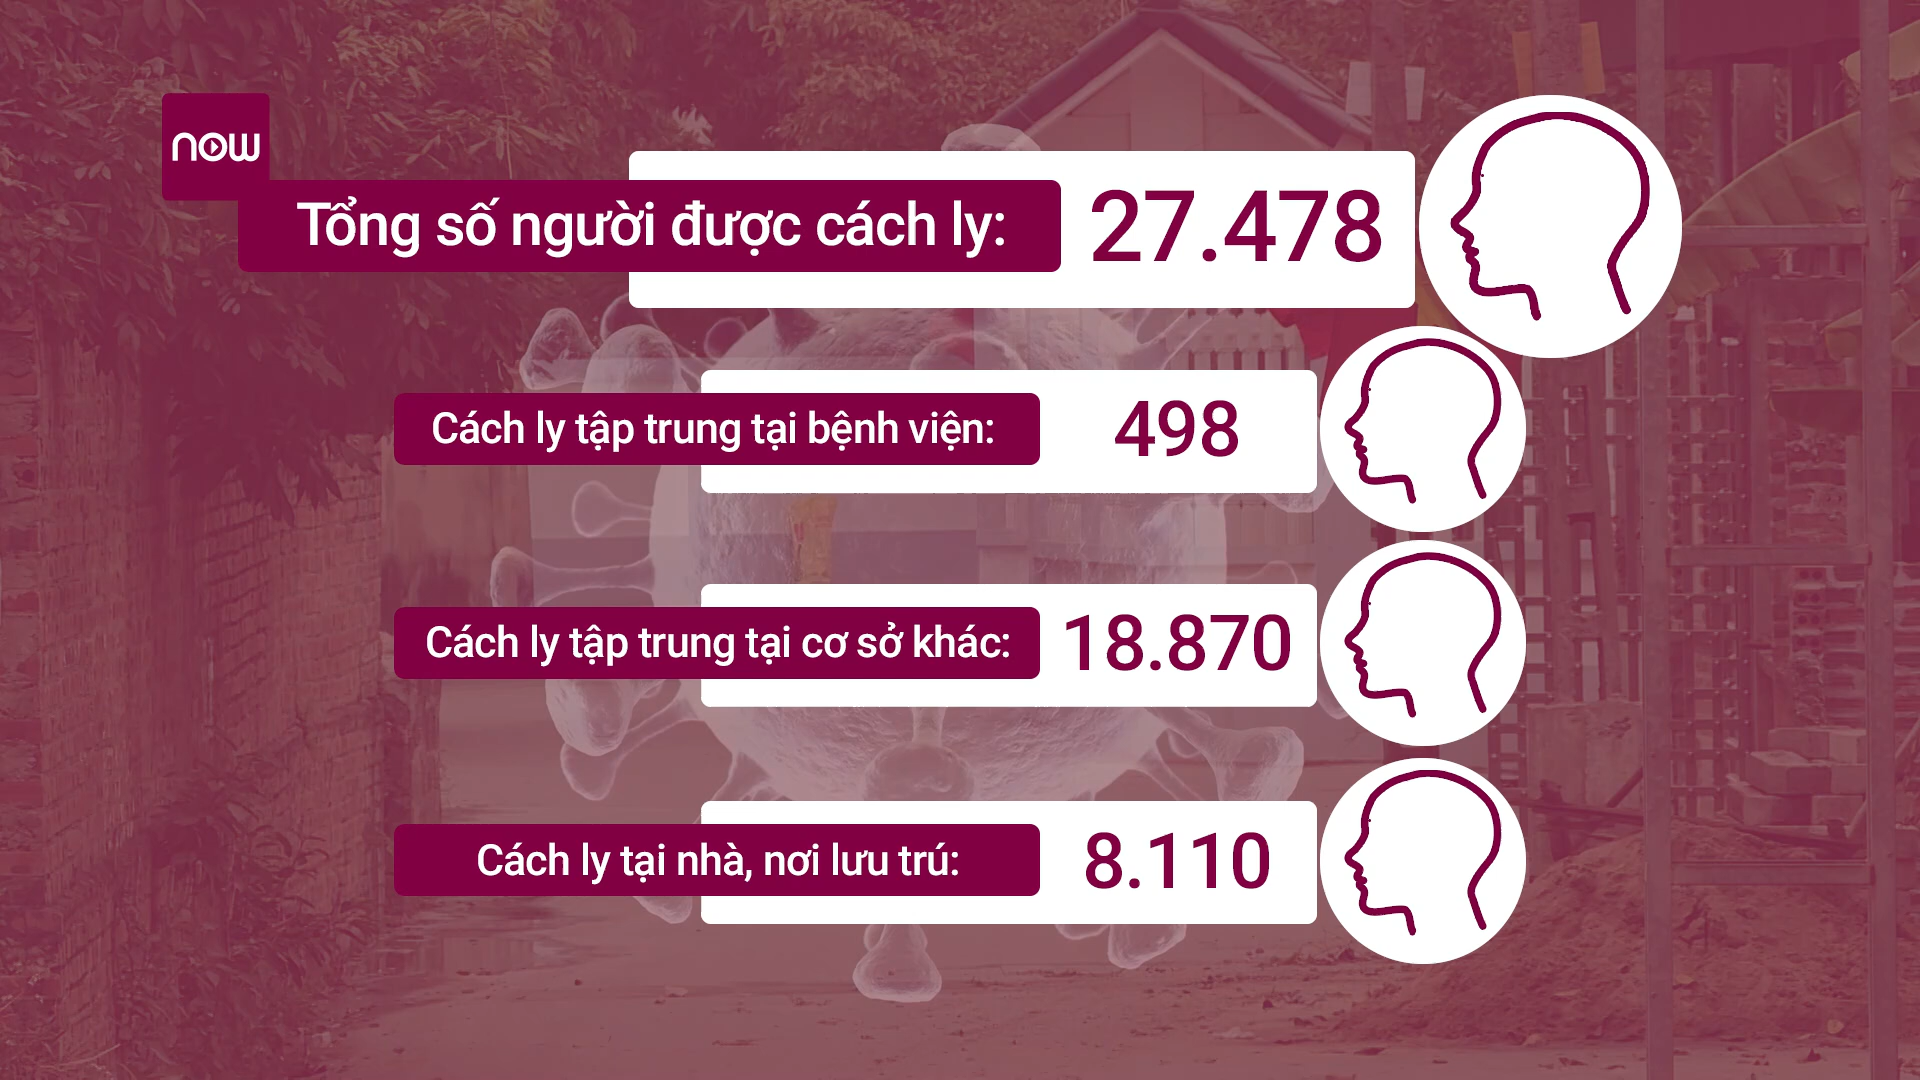 now
Tổng số người được cách ly: 27.478
Cách ly tập trung tại bệnh viện: 498
Cách ly tập trung tại cơ sở khác: 18.870
Cách ly tại nhà, nơi lưu trú: 8.110